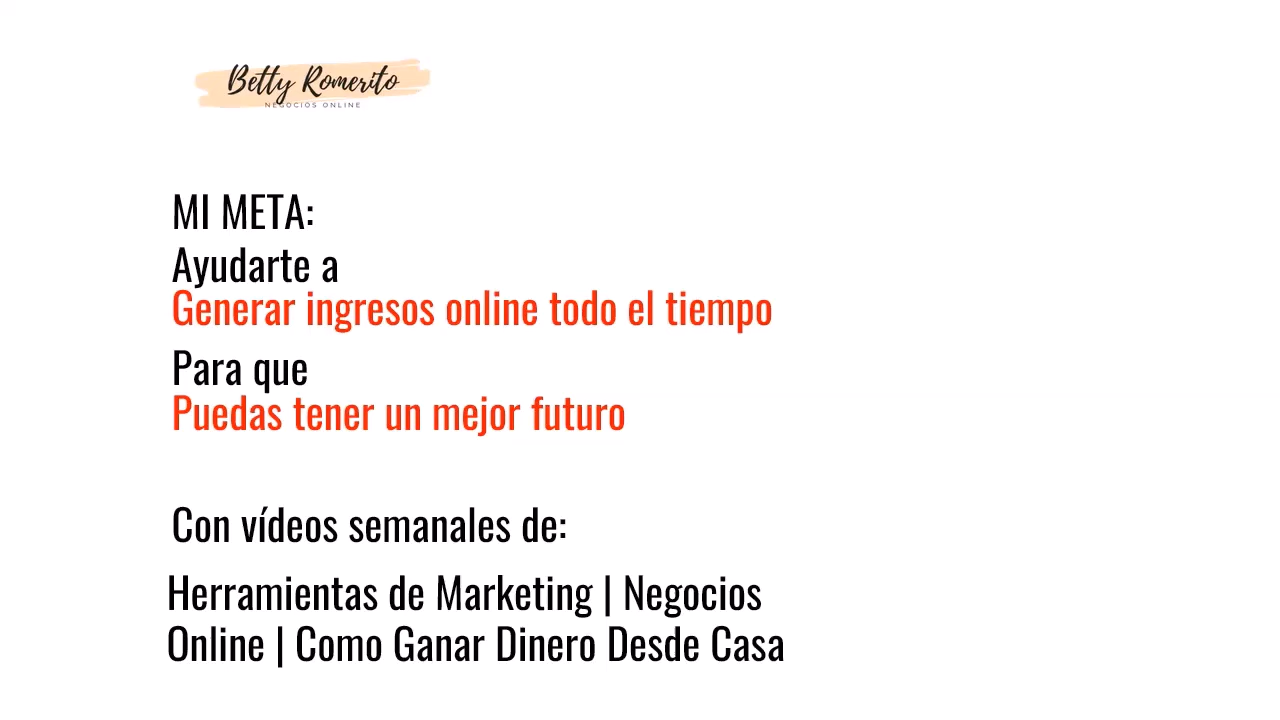 Betty Romerito
NEGOCIOS ONLINE
MI META:
Ayudarte a
Generar ingresos online todo el tiempo
Para que
Puedas tener un mejor futuro
Con vídeos semanales de:
Herramientas de Marketing | Negocios
Online | Como Ganar Dinero Desde Casa